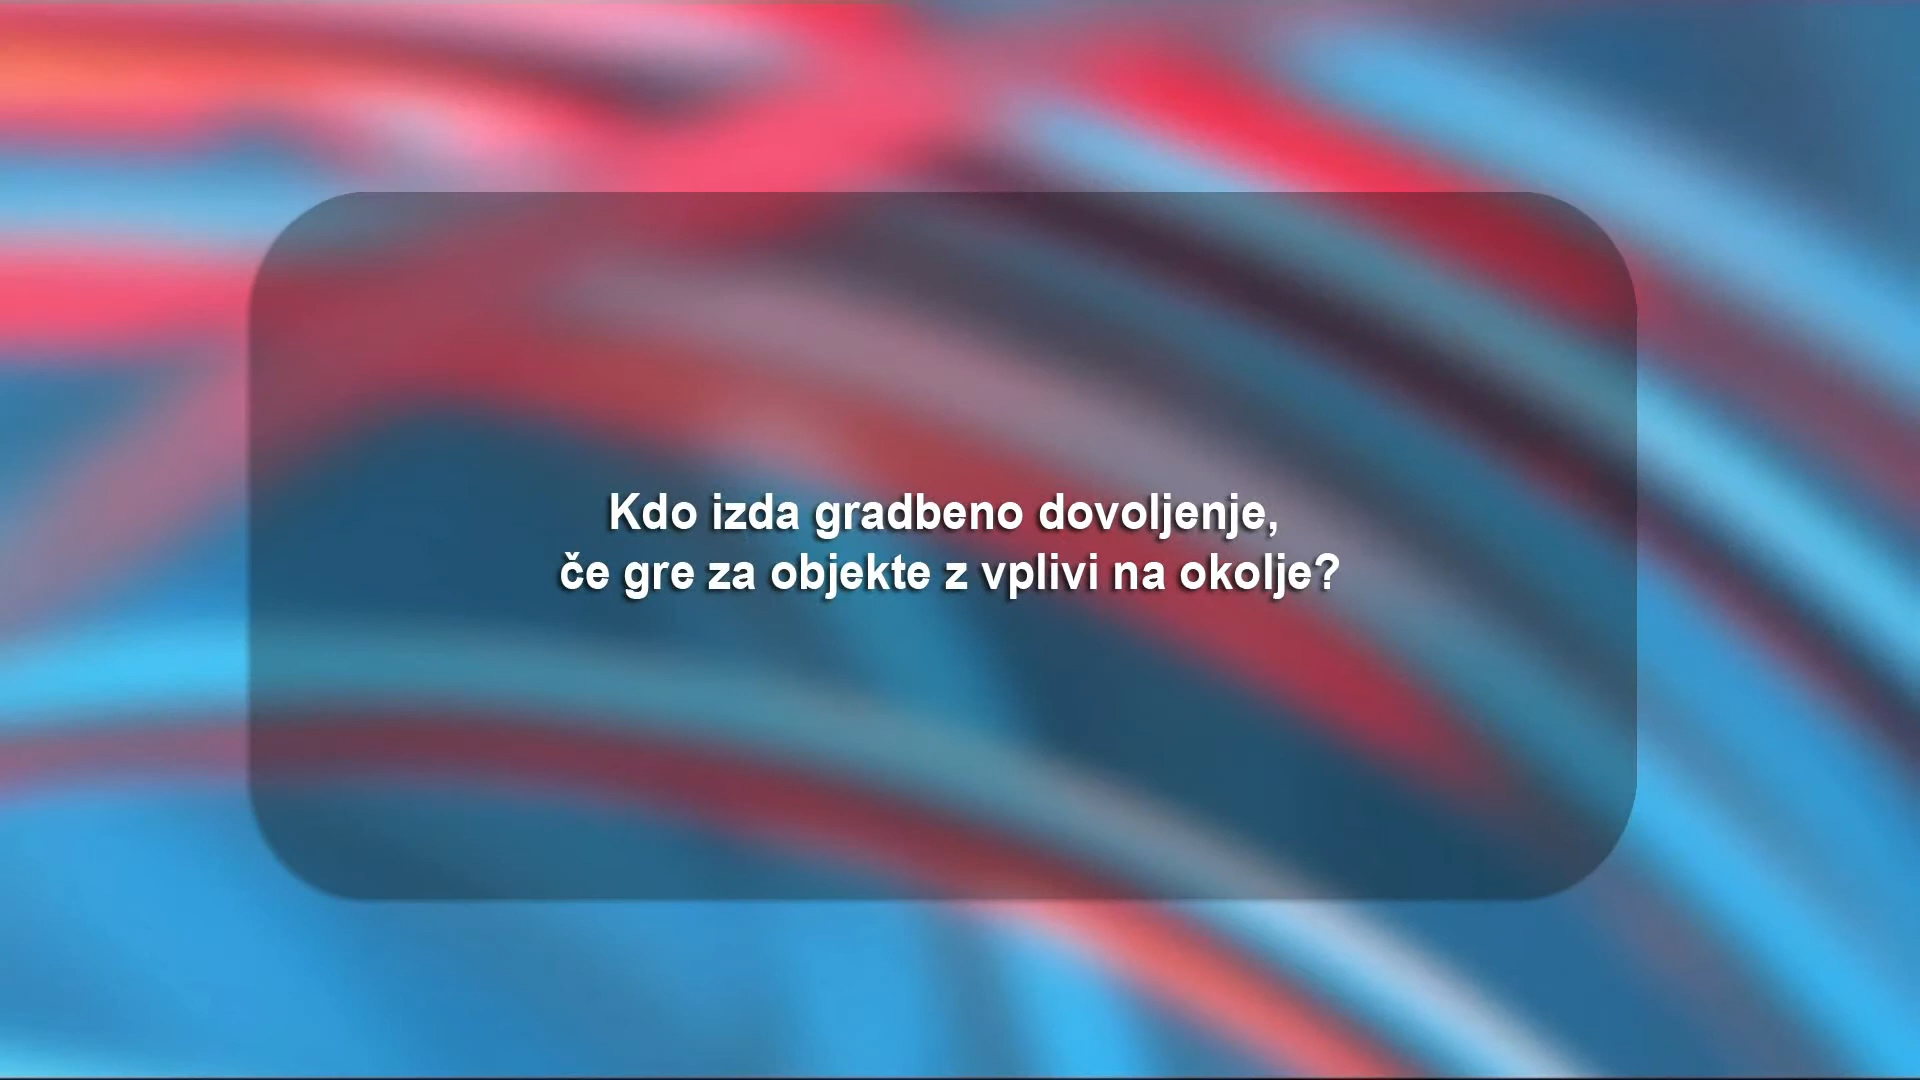 Kdo izda gradbeno dovoljenje,
če gre za objekte z vplivi na okolje?